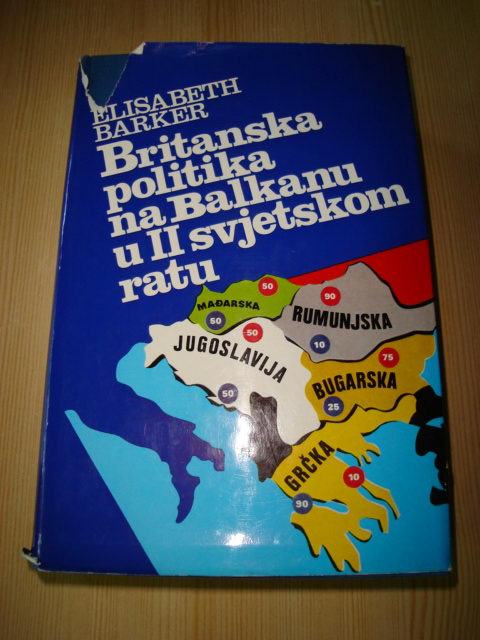 ELISABETH
BARKER
Britanska
politika
na Balkanu
u II svjetskom
ratu
50
MAĐARSKA
50
90
RUMUNJSKA
10
50
JUGOSLAVIJA
50
75
BUGARSKA
25
GRČKA
10
90